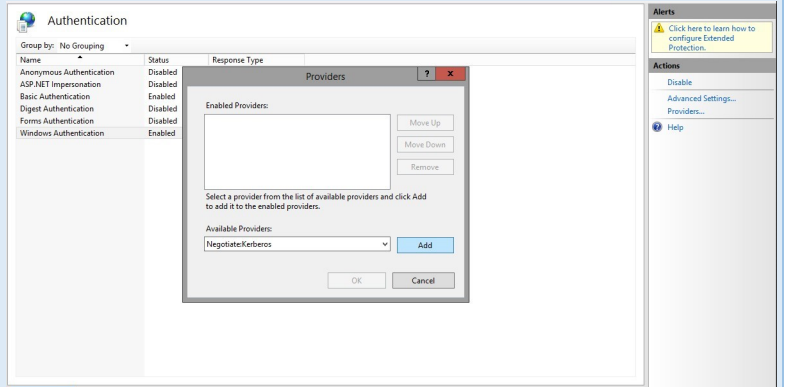 Authentication
Group by: No Grouping
Name Status Response Type
Anonymous Authentication Disabled
ASP.NET Impersonation Disabled
Basic Authentication Enabled
Digest Authentication Disabled
Forms Authentication Disabled
Windows Authentication Enabled
Providers ? x
Enabled Providers:
Move Up
Move Down
Remove
Select a provider from the list of available providers and click Add
to add it to the enabled providers.
Available Providers:
Negotiate:Kerberos
Add
OK Cancel
Alerts
Click here to learn how to
configure Extended
Protection.
Actions
Disable
Advanced Settings...
Providers...
Help